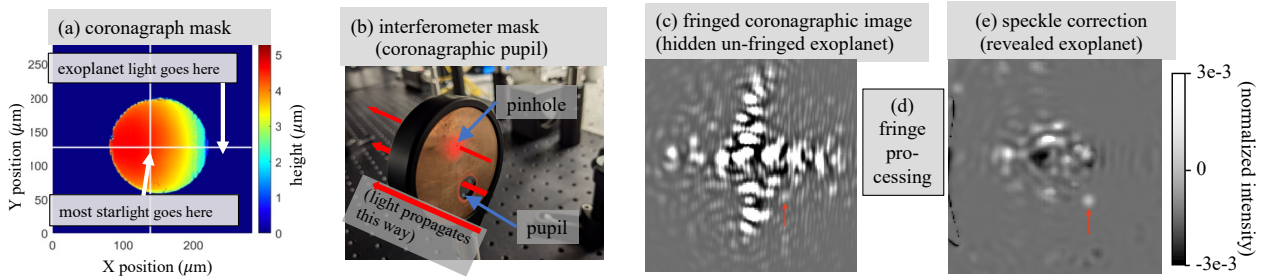 (a) coronagraph mask
250
200
150
100
50
0
0
100
200
Y position (μm)
X position (μm)
exoplanet light goes here
most starlight goes here
5
4
3
2
1
0
height (μm)
(b) interferometer mask
(coronagraphic pupil)
pinhole
(light propagates
this way)
pupil
(c) fringed coronagraphic image
(hidden un-fringed exoplanet)
(d)
fringe
pro-
cessing
(e) speckle correction
(revealed exoplanet)
3e-3
0
-3e-3
(normalized intensity)